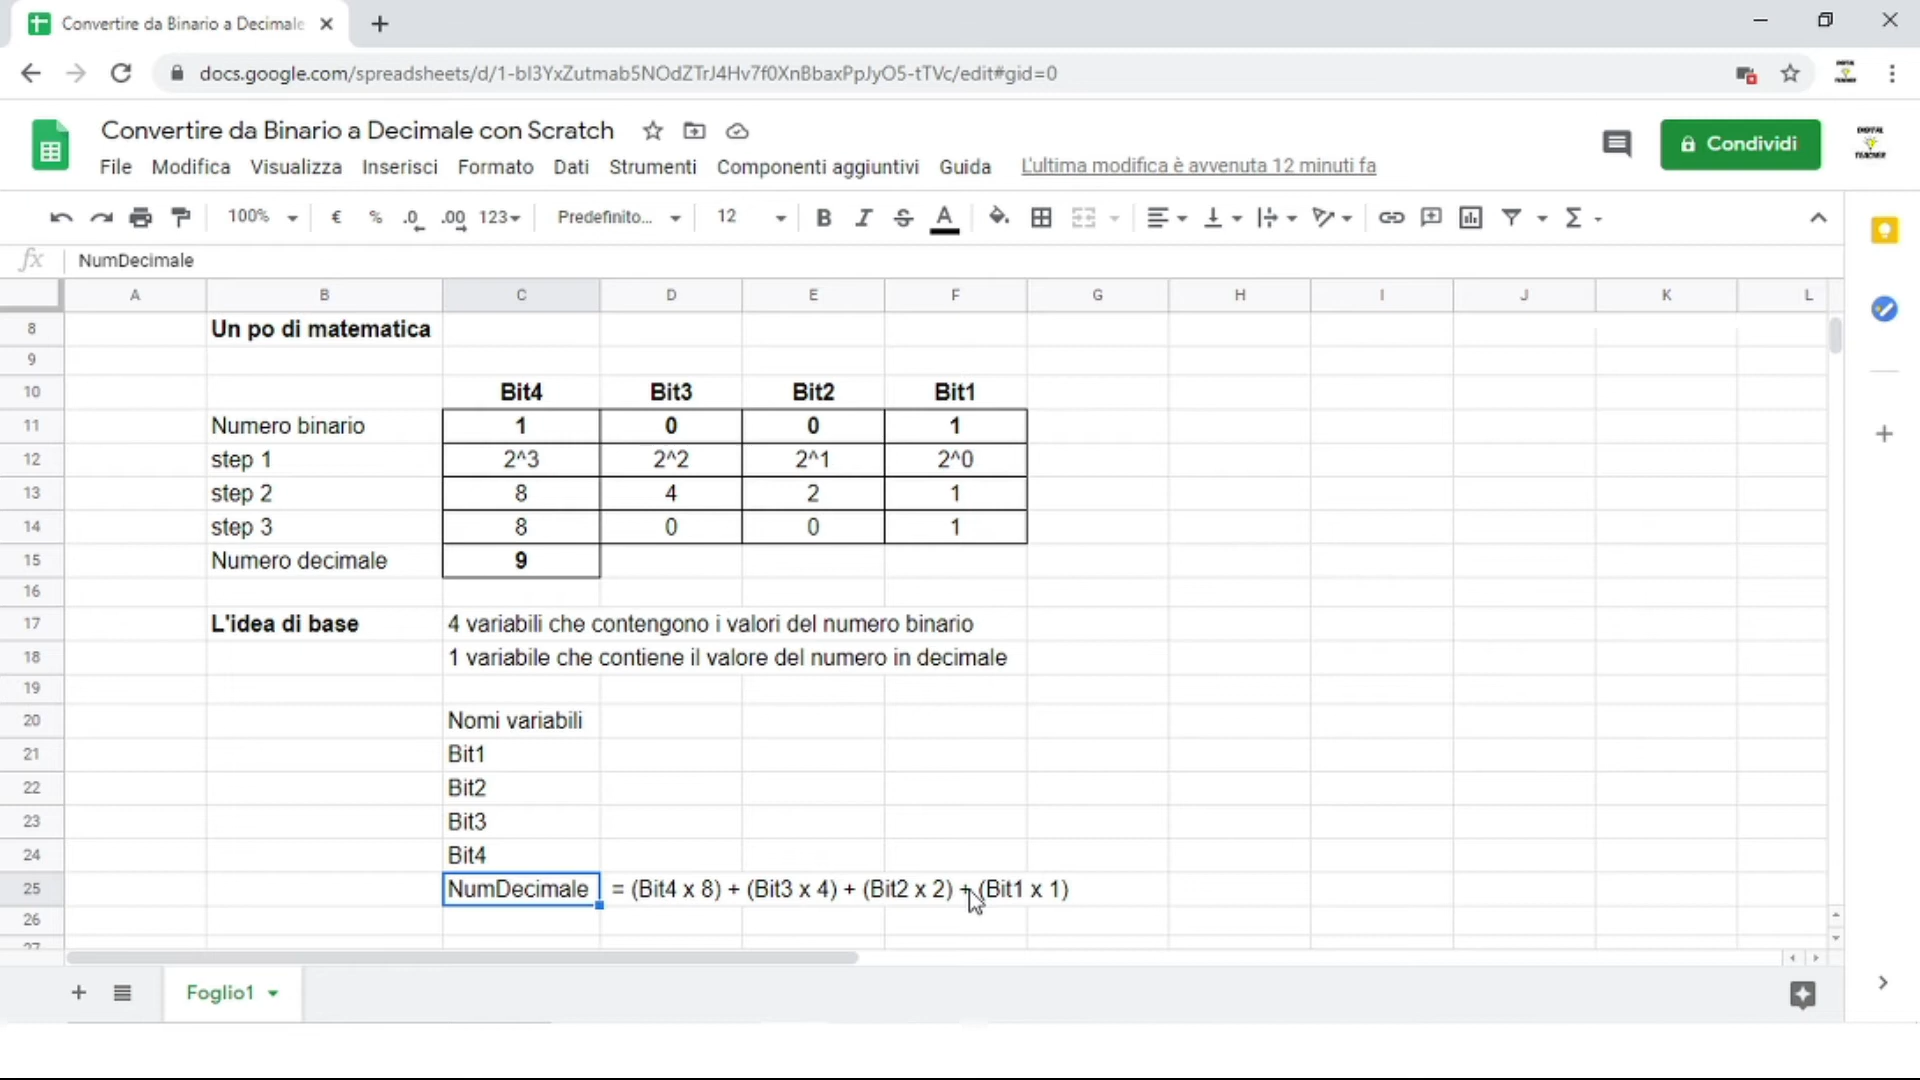 Convertire da Binario a Decimale
docs.google.com/spreadsheets/d/1-bI3YxZutmab5NOdZTrJ4Hv7f0XnBbaxPpJyO5-tTVc/edit#gid=0
Convertire da Binario a Decimale con Scratch
File Modifica Visualizza Inserisci Formato Dati Strumenti Componenti aggiuntivi Guida L'ultima modifica è avvenuta 12 minuti fa
Condividi
DIGITAL TEACHER
100% € % .0 .00 123 Predefinito... 12 B I S A Σ
fx NumDecimale
A B C D E F G H I J K L
8 Un po di matematica
9
10 Bit4 Bit3 Bit2 Bit1
11 Numero binario 1 0 0 1
12 step 1 2^3 2^2 2^1 2^0
13 step 2 8 4 2 1
14 step 3 8 0 0 1
15 Numero decimale 9
16
17 L'idea di base 4 variabili che contengono i valori del numero binario
18 1 variabile che contiene il valore del numero in decimale
19
20 Nomi variabili
21 Bit1
22 Bit2
23 Bit3
24 Bit4
25 NumDecimale = (Bit4 x 8) + (Bit3 x 4) + (Bit2 x 2) + (Bit1 x 1)
26
27
Foglio1